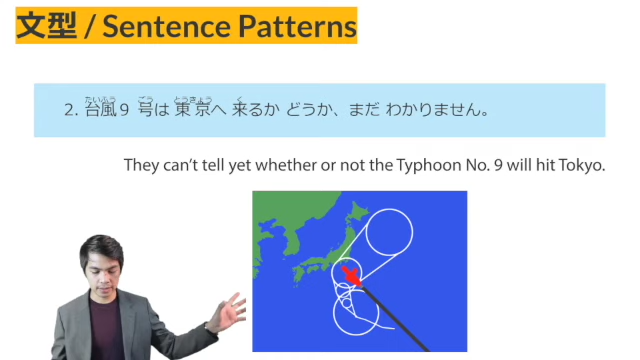 文型 / Sentence Patterns
たいふう ごう とうきょう く
2. 台風9 号は 東京へ 来るか どうか、まだ わかりません。
They can't tell yet whether or not the Typhoon No. 9 will hit Tokyo.